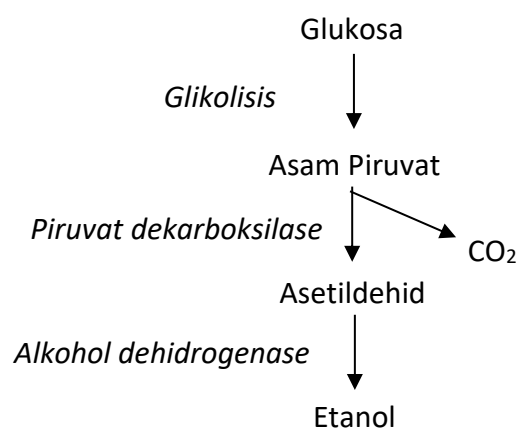 Glukosa
Glikolisis
Asam Piruvat
Piruvat dekarboksilase
CO₂
Asetildehid
Alkohol dehidrogenase
Etanol